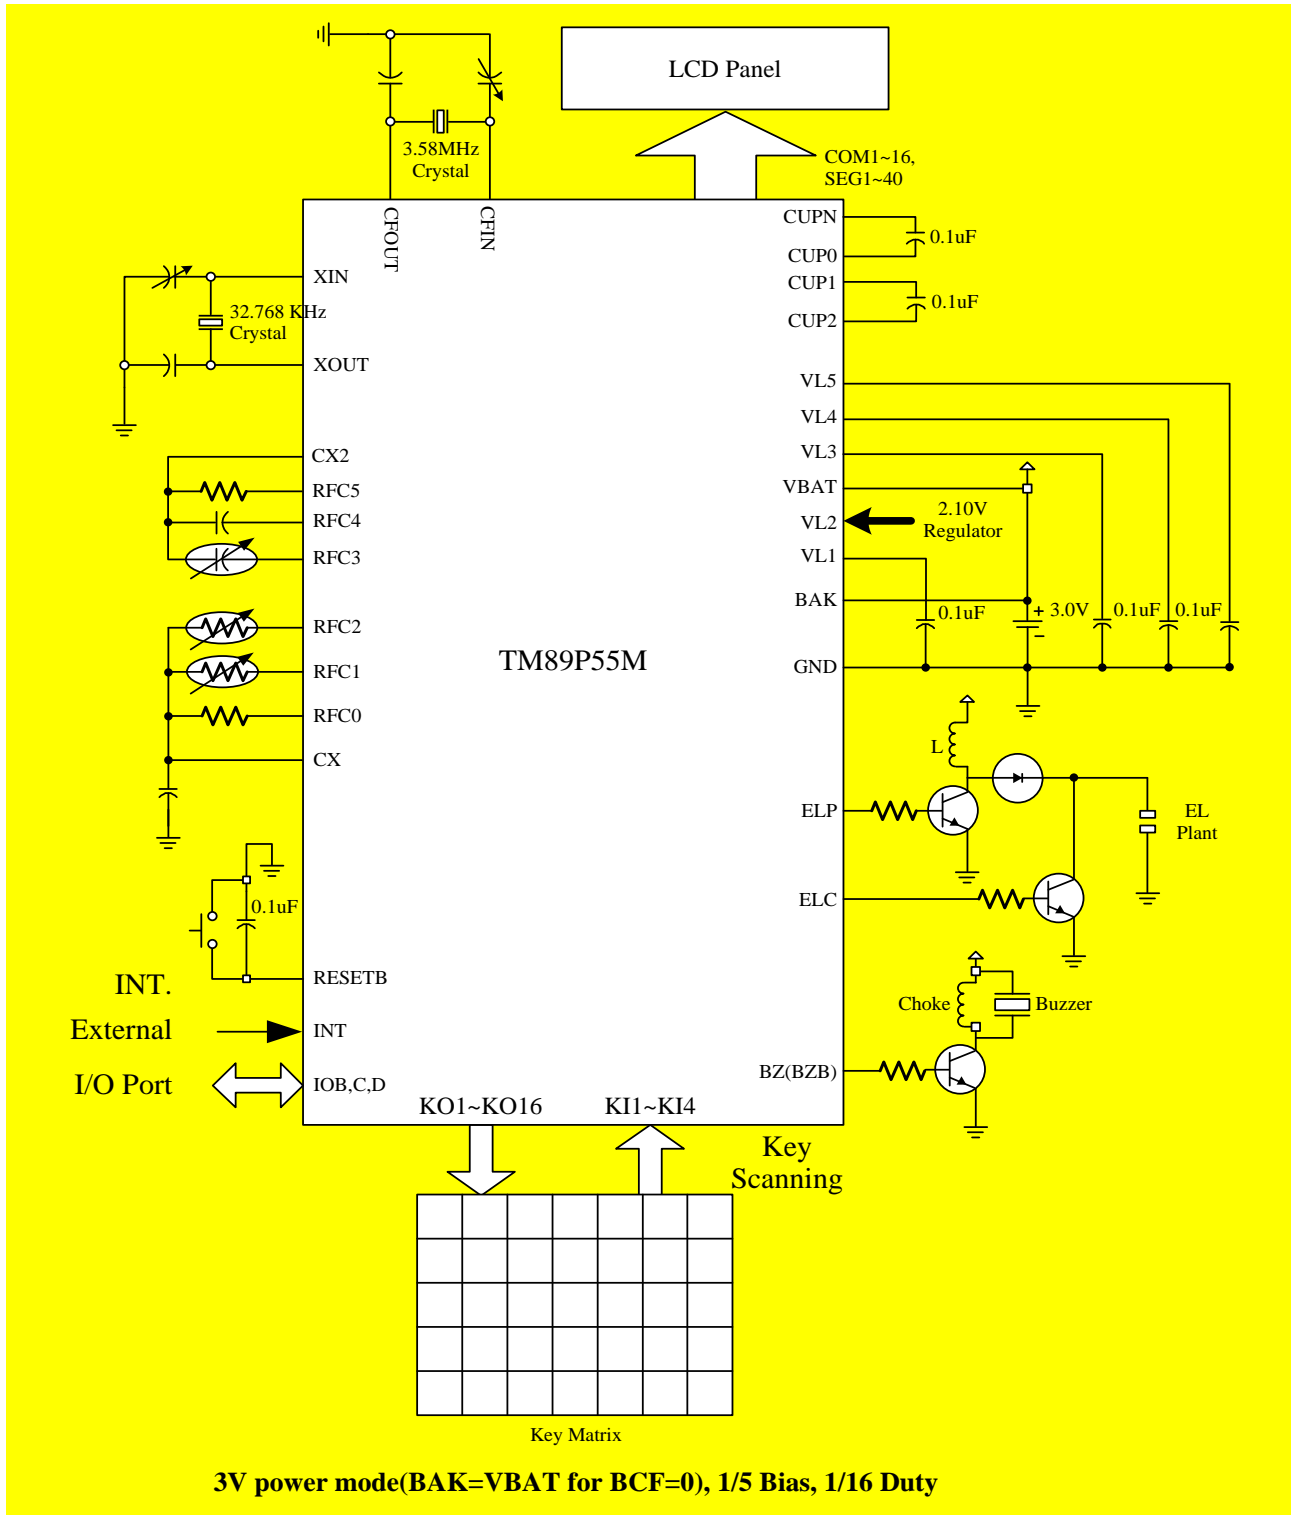 LCD Panel
3.58MHz
Crystal
COM1~16,
SEG1~40
CFOUT
CFIN
CUPN
0.1uF
CUP0
XIN
CUP1
0.1uF
32.768 KHz
Crystal
CUP2
XOUT
VL5
VL4
CX2
VL3
RFC5
VBAT
RFC4
VL2
2.10V
Regulator
RFC3
VL1
BAK
0.1uF
+
3.0V
0.1uF
0.1uF
−
RFC2
TM89P55M
GND
RFC1
RFC0
L
CX
ELP
EL
Plant
ELC
0.1uF
RESETB
INT.
Choke
Buzzer
External
INT
I/O Port
IOB,C,D
BZ(BZB)
KO1~KO16
KI1~KI4
Key
Scanning
Key Matrix
3V power mode(BAK=VBAT for BCF=0), 1/5 Bias, 1/16 Duty